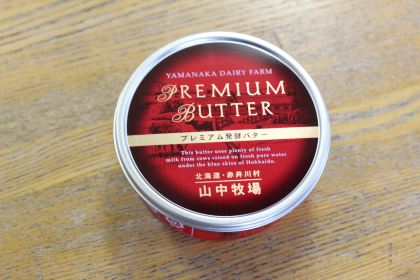 YAMANAKA DAIRY FARM
PREMIUM
BUTTER
プレミアム発酵バター
This butter uses plenty of fresh
milk from cows raised on fresh pure water
under the blue skies of Hokkaido.
北海道・赤井川村
山中牧場